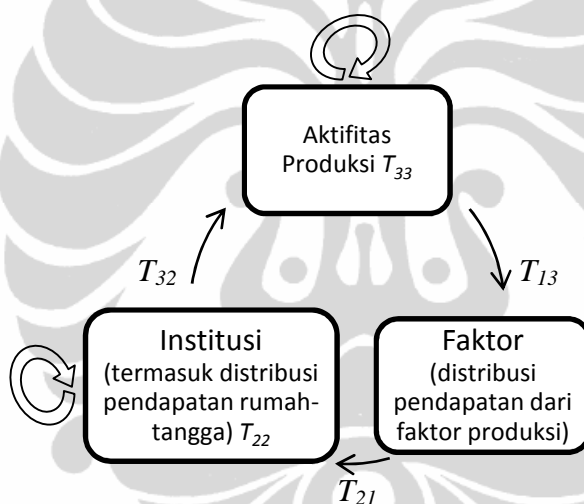 Aktifitas
Produksi T33
T32
T13
Institusi
(termasuk distribusi
pendapatan rumah-
tangga) T22
Faktor
(distribusi
pendapatan dari
faktor produksi)
T21